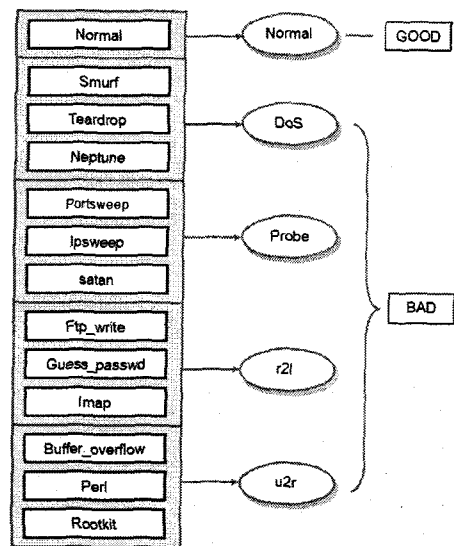 Normal
Normal
GOOD
Smurf
Teardrop
DoS
Neptune
Portsweep
Ipsweep
Probe
satan
BAD
Ftp_write
Guess_passwd
r2l
Imap
Buffer_overflow
Perl
u2r
Rootkit